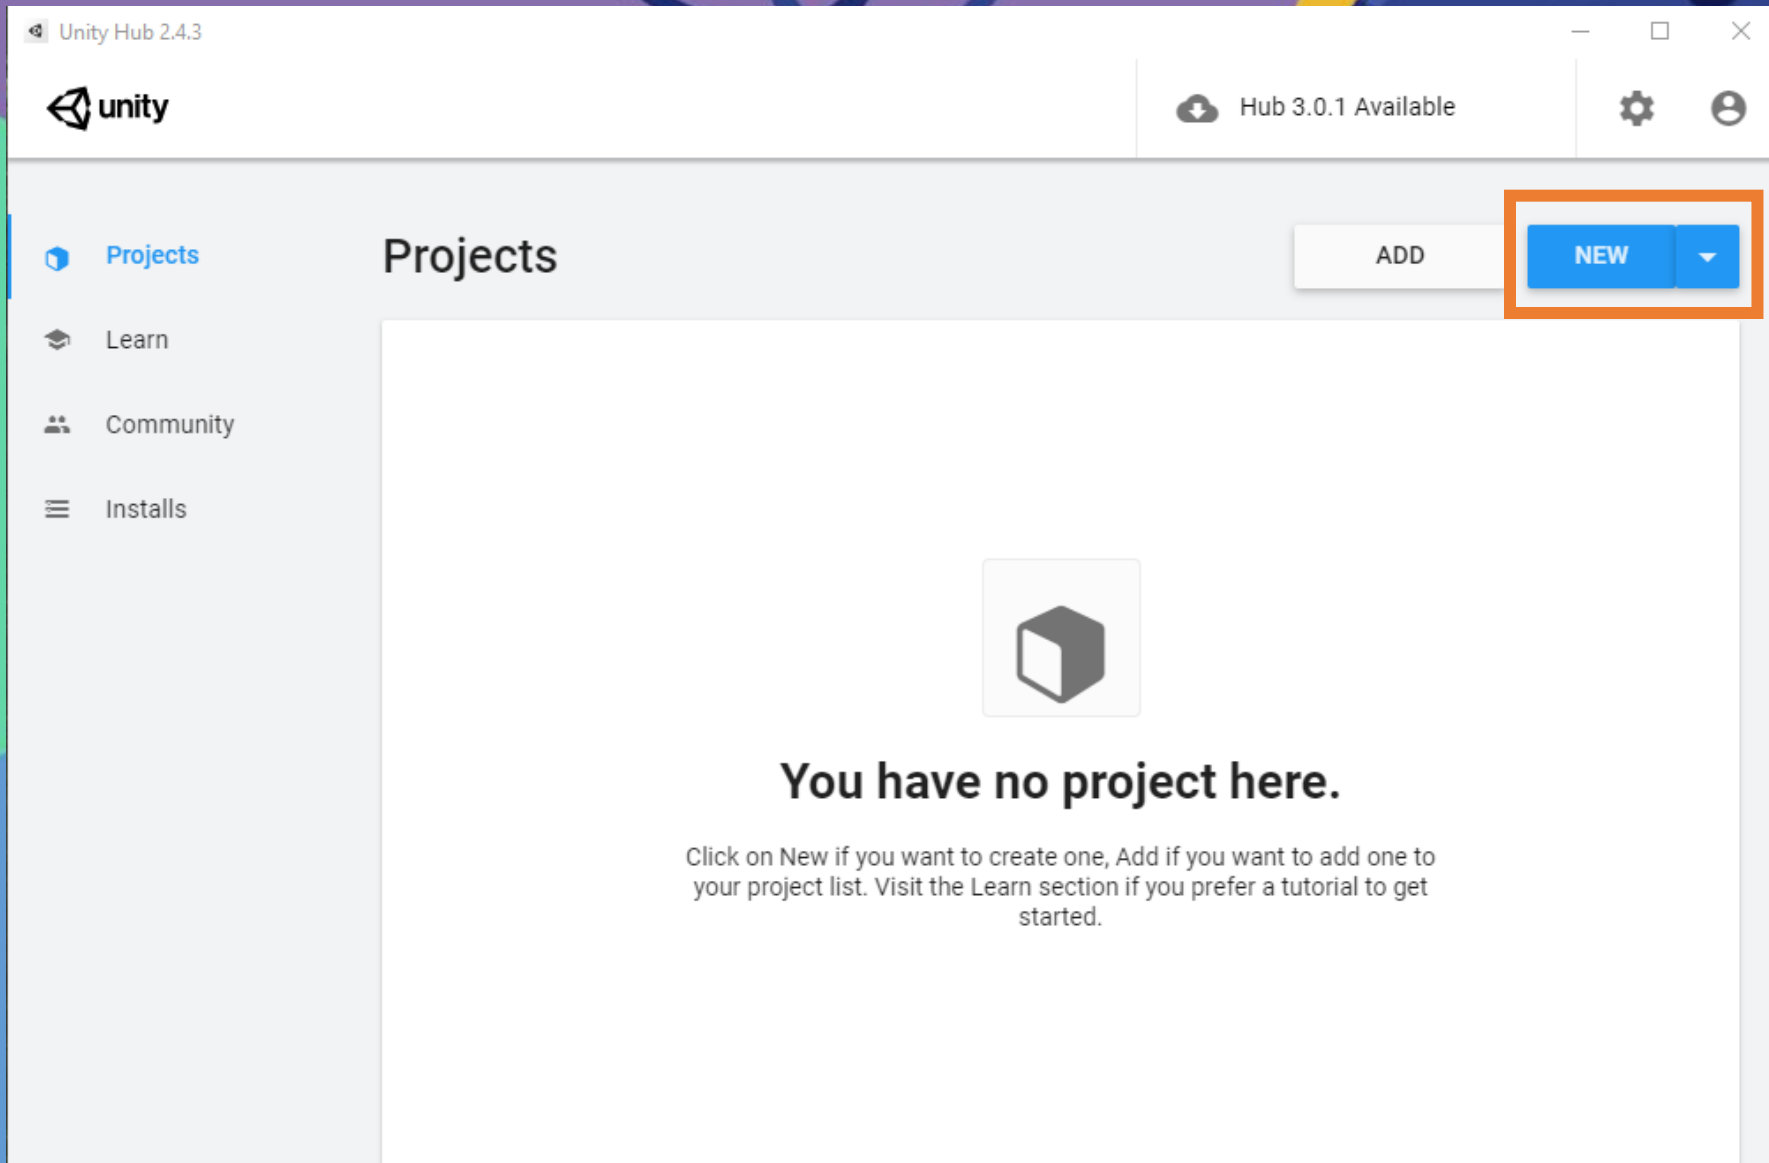 Unity Hub 2.4.3
unity
Hub 3.0.1 Available
Projects
Learn
Community
Installs
Projects
ADD
NEW
You have no project here.
Click on New if you want to create one, Add if you want to add one to
your project list. Visit the Learn section if you prefer a tutorial to get
started.